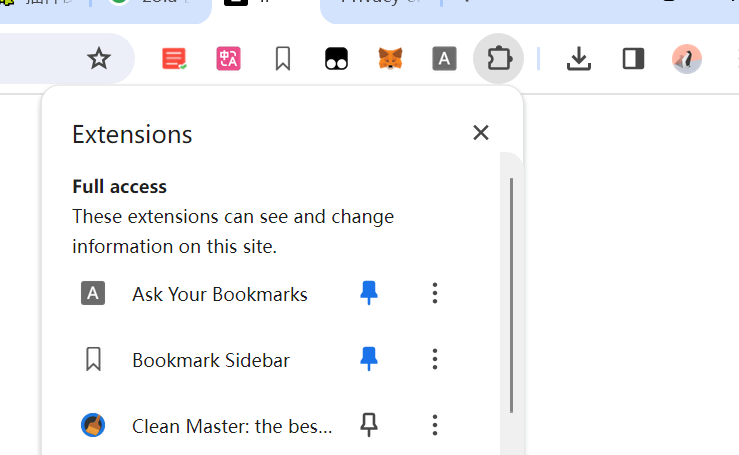 Extensions
Full access
These extensions can see and change
information on this site.
A
Ask Your Bookmarks
Bookmark Sidebar
Clean Master: the bes...